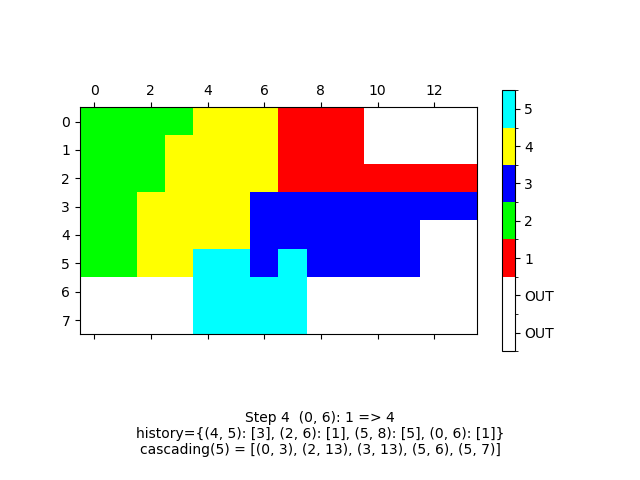 0 2 4 6 8 10 12
0
1
2
3
4
5
6
7
5
4
3
2
1
OUT
OUT
Step 4  (0, 6): 1 => 4
history={(4, 5): [3], (2, 6): [1], (5, 8): [5], (0, 6): [1]}
cascading(5) = [(0, 3), (2, 13), (3, 13), (5, 6), (5, 7)]